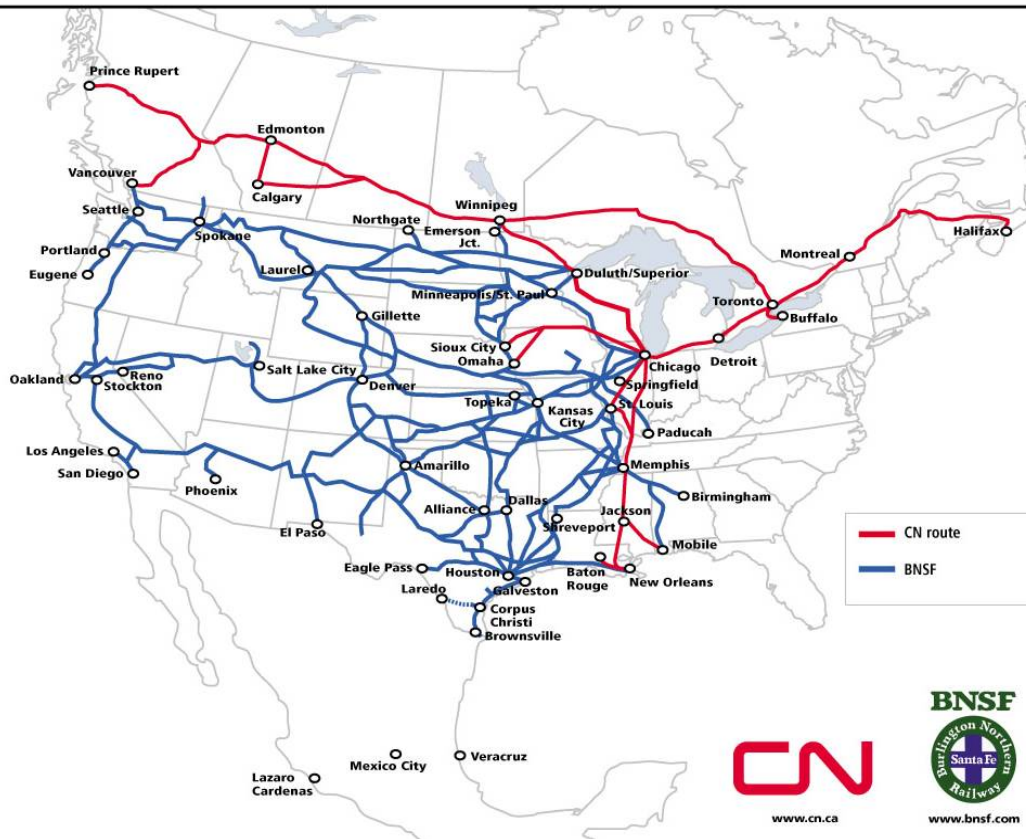 Prince Rupert
Edmonton
Vancouver
Calgary
Seattle
Spokane
Northgate
Winnipeg
Emerson
Jct.
Halifax
Portland
Eugene
Laurel
Duluth/Superior
Montreal
Minneapolis/St. Paul
Toronto
Buffalo
Gillette
Sioux City
Omaha
Detroit
Chicago
Oakland
Stockton
Reno
Salt Lake City
Denver
Topeka
Kansas
City
Springfield
St. Louis
Paducah
Los Angeles
San Diego
Phoenix
Amarillo
Memphis
Birmingham
El Paso
Alliance
Dallas
Shreveport
Jackson
Mobile
Eagle Pass
Houston
Galveston
Baton
Rouge
New Orleans
Laredo
Corpus
Christi
Brownsville
CN route
BNSF
Mexico City
Veracruz
Lazaro
Cardenas
CN
www.cn.ca
BNSF
Burlington Northern
Santa Fe
Railway
www.bnsf.com